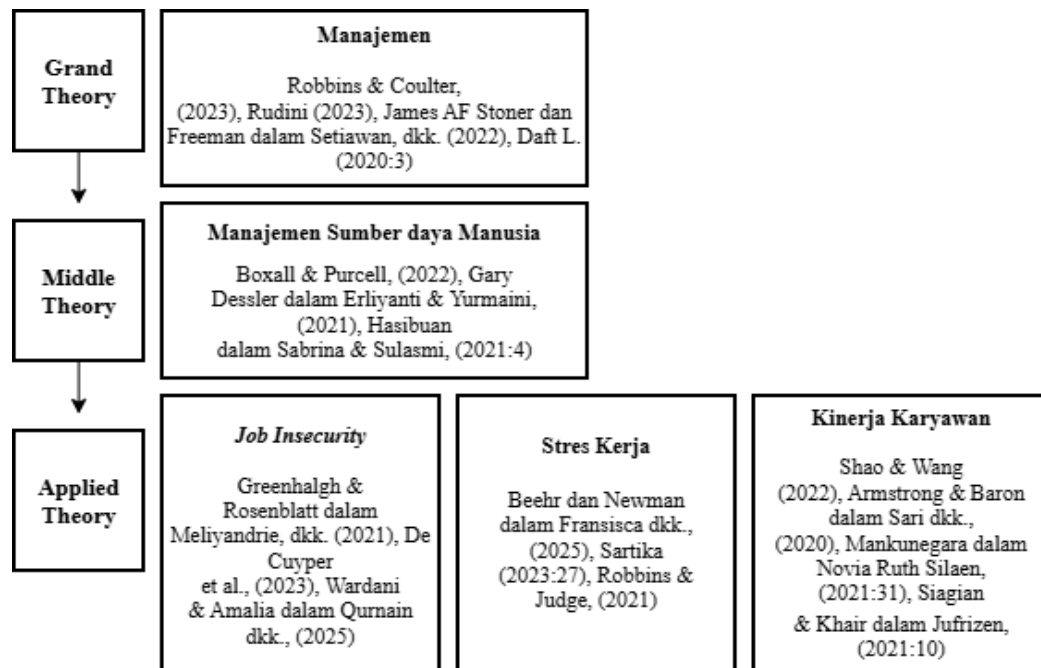 Grand
Theory
Manajemen
Robbins & Coulter,
(2023), Rudini (2023), James AF Stoner dan
Freeman dalam Setiawan, dkk. (2022), Daft L.
(2020:3)
Middle
Theory
Manajemen Sumber daya Manusia
Boxall & Purcell, (2022), Gary
Dessler dalam Erliyanti & Yurmaini,
(2021), Hasibuan
dalam Sabrina & Sulasmi, (2021:4)
Applied
Theory
Job Insecurity
Greenhalgh &
Rosenblatt dalam
Meliyandrie, dkk. (2021), De
Cuyper
et al., (2023), Wardani
& Amalia dalam Qurnain
dkk., (2025)
Stres Kerja
Beehr dan Newman
dalam Fransisca dkk.,
(2025), Sartika
(2023:27), Robbins &
Judge, (2021)
Kinerja Karyawan
Shao & Wang
(2022), Armstrong & Baron
dalam Sari dkk.,
(2020), Mankunegara dalam
Novia Ruth Silaen,
(2021:31), Siagian
& Khair dalam Jufrizen,
(2021:10)